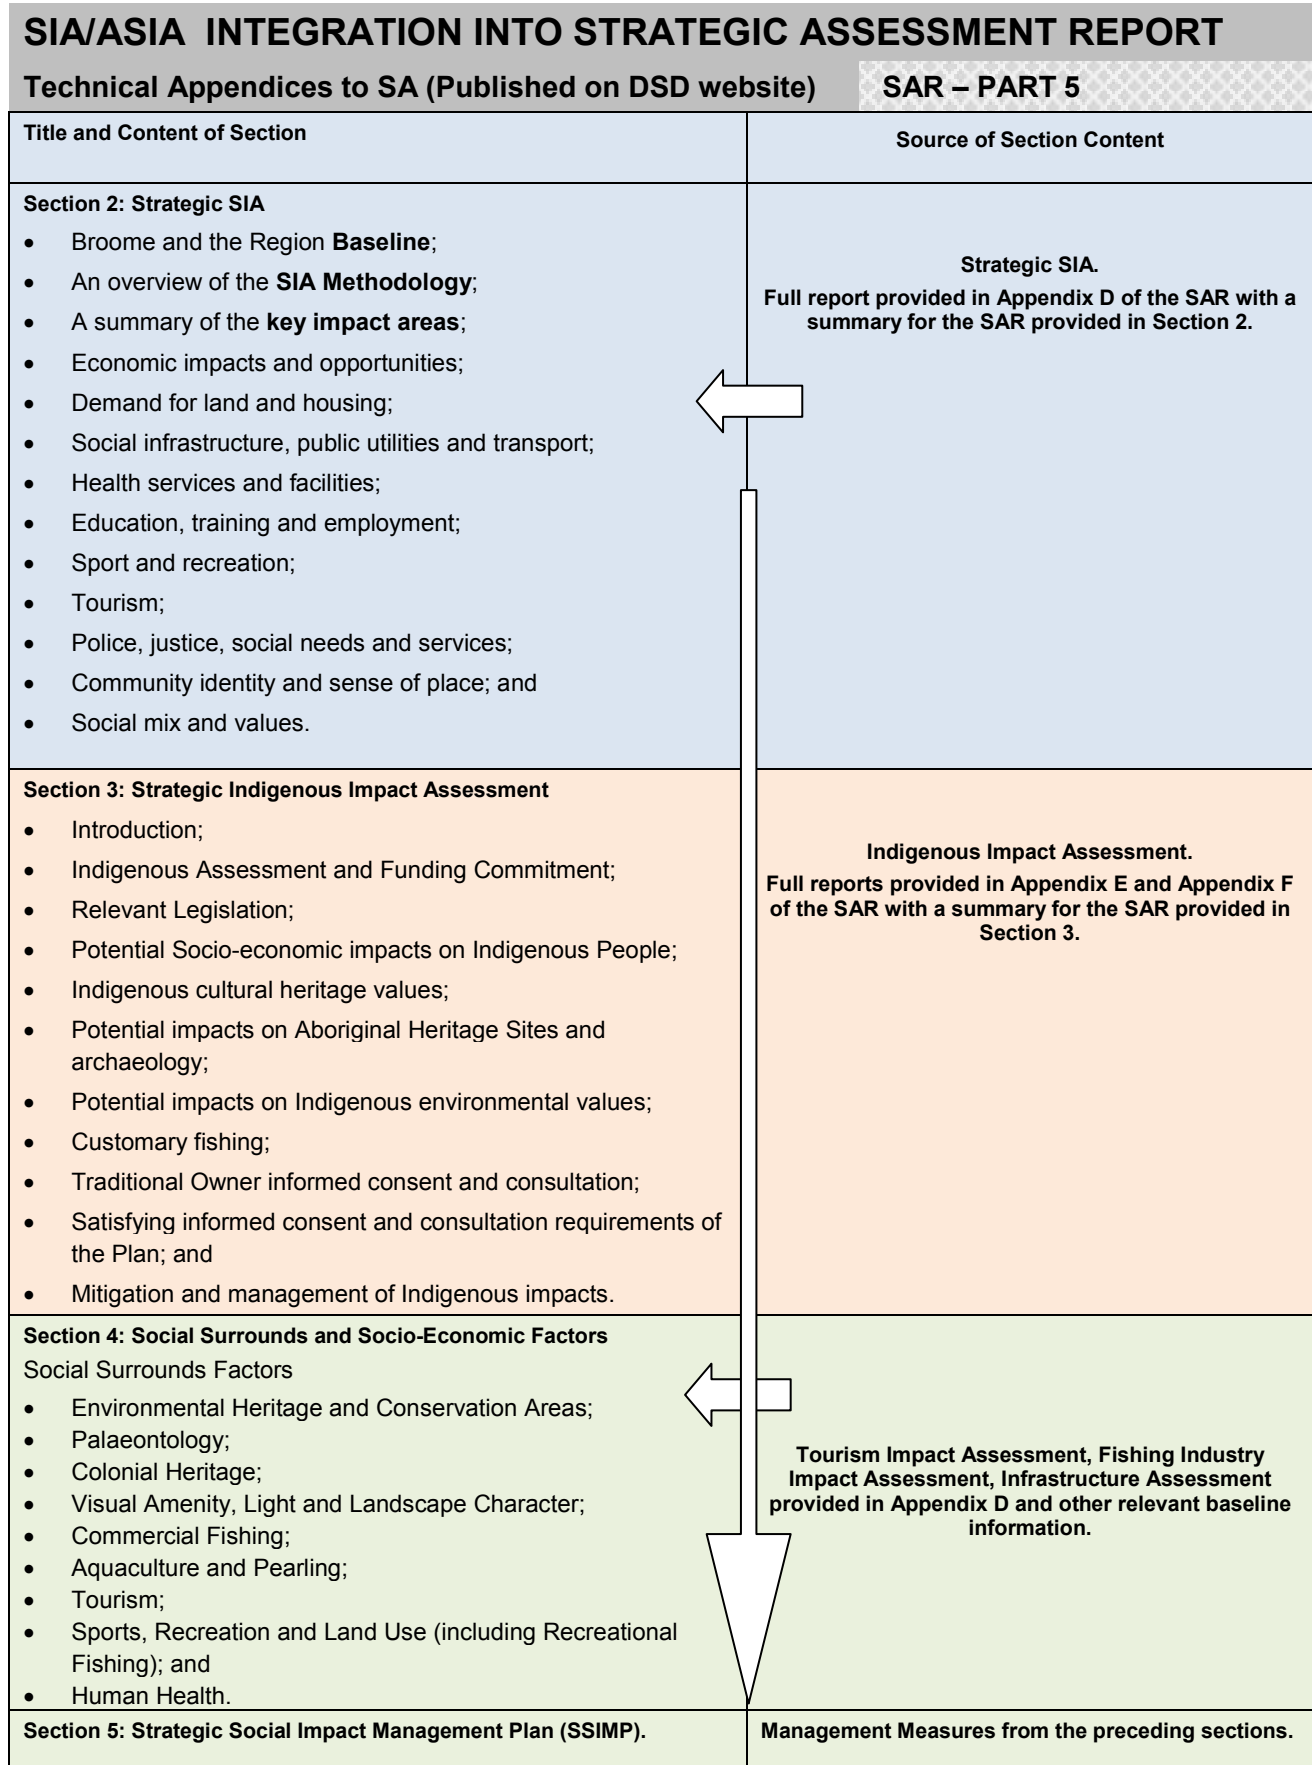 SIA/ASIA INTEGRATION INTO STRATEGIC ASSESSMENT REPORT
Technical Appendices to SA (Published on DSD website)
SAR – PART 5
Title and Content of Section
Source of Section Content
Section 2: Strategic SIA
• Broome and the Region Baseline;
• An overview of the SIA Methodology;
• A summary of the key impact areas;
• Economic impacts and opportunities;
• Demand for land and housing;
• Social infrastructure, public utilities and transport;
• Health services and facilities;
• Education, training and employment;
• Sport and recreation;
• Tourism;
• Police, justice, social needs and services;
• Community identity and sense of place; and
• Social mix and values.
Strategic SIA.
Full report provided in Appendix D of the SAR with a
summary for the SAR provided in Section 2.
Section 3: Strategic Indigenous Impact Assessment
• Introduction;
• Indigenous Assessment and Funding Commitment;
• Relevant Legislation;
• Potential Socio-economic impacts on Indigenous People;
• Indigenous cultural heritage values;
• Potential impacts on Aboriginal Heritage Sites and
archaeology;
• Potential impacts on Indigenous environmental values;
• Customary fishing;
• Traditional Owner informed consent and consultation;
• Satisfying informed consent and consultation requirements of
the Plan; and
• Mitigation and management of Indigenous impacts.
Indigenous Impact Assessment.
Full reports provided in Appendix E and Appendix F
of the SAR with a summary for the SAR provided in
Section 3.
Section 4: Social Surrounds and Socio-Economic Factors
Social Surrounds Factors
• Environmental Heritage and Conservation Areas;
• Palaeontology;
• Colonial Heritage;
• Visual Amenity, Light and Landscape Character;
• Commercial Fishing;
• Aquaculture and Pearling;
• Tourism;
• Sports, Recreation and Land Use (including Recreational
Fishing); and
• Human Health.
Tourism Impact Assessment, Fishing Industry
Impact Assessment, Infrastructure Assessment
provided in Appendix D and other relevant baseline
information.
Section 5: Strategic Social Impact Management Plan (SSIMP).
Management Measures from the preceding sections.